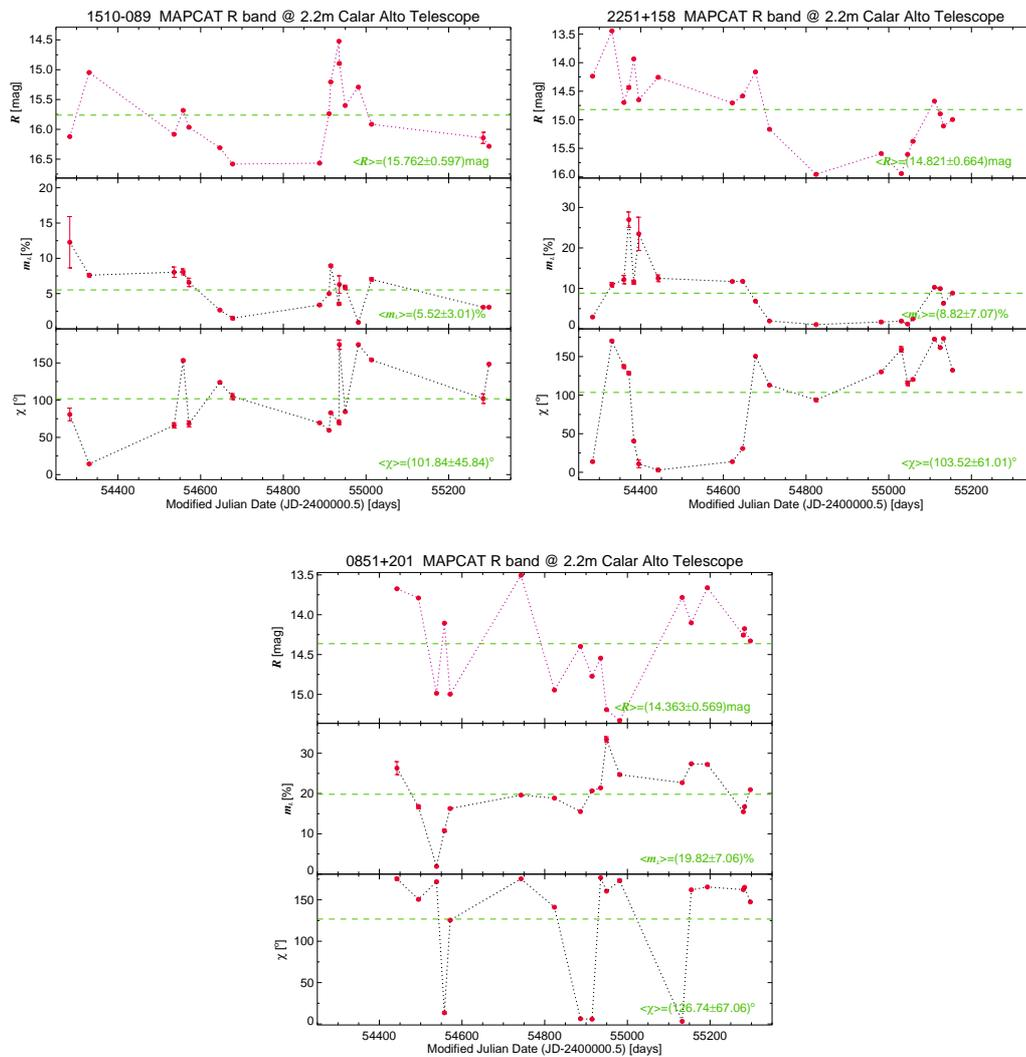 1510-089 MAPCAT R band @ 2.2m Calar Alto Telescope
R [mag]
14.5
15.0
15.5
16.0
16.5
<R>=(15.762±0.597)mag
m_L [%]
20
15
10
5
0
<m_L>=(5.52±3.01)%
χ [°]
150
100
50
0
<χ>=(101.84±45.84)°
54400 54600 54800 55000 55200
Modified Julian Date (JD-2400000.5) [days]
2251+158 MAPCAT R band @ 2.2m Calar Alto Telescope
R [mag]
13.5
14.0
14.5
15.0
15.5
16.0
<R>=(14.821±0.664)mag
m_L [%]
30
20
10
0
<m_L>=(8.82±7.07)%
χ [°]
150
100
50
0
<χ>=(103.52±61.01)°
54400 54600 54800 55000 55200
Modified Julian Date (JD-2400000.5) [days]
0851+201 MAPCAT R band @ 2.2m Calar Alto Telescope
R [mag]
13.5
14.0
14.5
15.0
<R>=(14.363±0.569)mag
m_L [%]
30
20
10
0
<m_L>=(19.82±7.06)%
χ [°]
150
100
50
0
<χ>=(126.74±67.06)°
54400 54600 54800 55000 55200
Modified Julian Date (JD-2400000.5) [days]